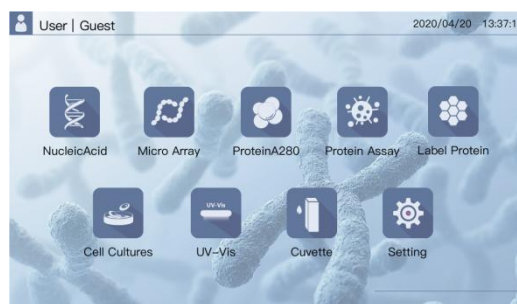 User | Guest
2020/04/20 13:37:1
NucleicAcid Micro Array ProteinA280 Protein Assay Label Protein
UV-Vis
Cell Cultures UV-Vis Cuvette Setting